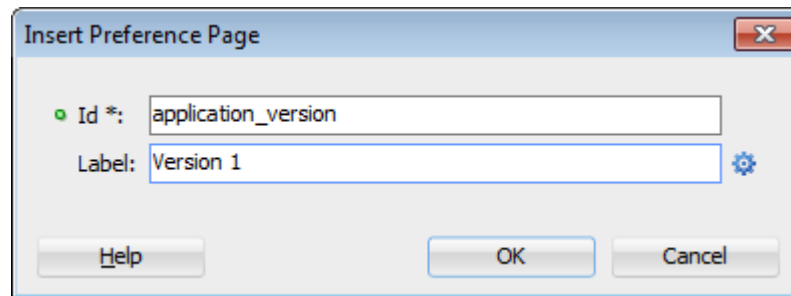 Insert Preference Page
Id *: application_version
Label: Version 1
Help OK Cancel